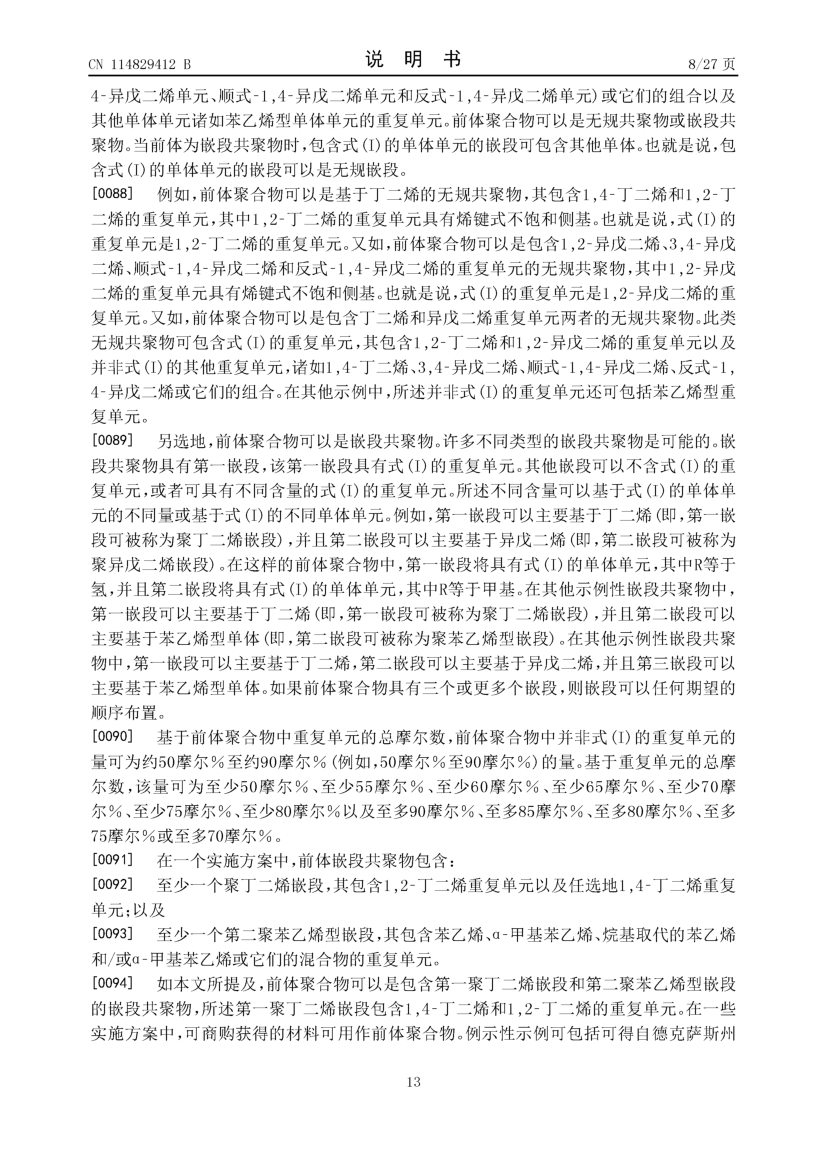 CN 114829412 B
说 明 书
8/27 页
4-异戊二烯单元、顺式-1,4-异戊二烯单元和反式-1,4-异戊二烯单元)或它们的组合以及
其他单体单元诸如苯乙烯型单体单元的重复单元。前体聚合物可以是无规共聚物或嵌段共
聚物。当前体为嵌段共聚物时,包含式(I)的单体单元的嵌段可包含其他单体。也就是说,包
含式(I)的单体单元的嵌段可以是无规嵌段。
[0088] 例如,前体聚合物可以是基于丁二烯的无规共聚物,其包含1,4-丁二烯和1,2-丁
二烯的重复单元,其中1,2-丁二烯的重复单元具有烯键式不饱和侧基。也就是说,式(I)的
重复单元是1,2-丁二烯的重复单元。又如,前体聚合物可以是包含1,2-异戊二烯、3,4-异戊
二烯、顺式-1,4-异戊二烯和反式-1,4-异戊二烯的重复单元的无规共聚物,其中1,2-异戊
二烯的重复单元具有烯键式不饱和侧基。也就是说,式(I)的重复单元是1,2-异戊二烯的重
复单元。又如,前体聚合物可以是包含丁二烯和异戊二烯重复单元两者的无规共聚物。此类
无规共聚物可包含式(I)的重复单元,其包含1,2-丁二烯和1,2-异戊二烯的重复单元以及
并非式(I)的其他重复单元,诸如1,4-丁二烯、3,4-异戊二烯、顺式-1,4-异戊二烯、反式-1,
4-异戊二烯或它们的组合。在其他示例中,所述并非式(I)的重复单元还可包括苯乙烯型重
复单元。
[0089] 另选地,前体聚合物可以是嵌段共聚物。许多不同类型的嵌段共聚物是可能的。嵌
段共聚物具有第一嵌段,该第一嵌段具有式(I)的重复单元。其他嵌段可以不含式(I)的重
复单元,或者可具有不同含量的式(I)的重复单元。所述不同含量可以基于式(I)的单体单
元的不同量或基于式(I)的不同单体单元。例如,第一嵌段可以主要基于丁二烯(即,第一嵌
段可被称为聚丁二烯嵌段),并且第二嵌段可以主要基于异戊二烯(即,第二嵌段可被称为
聚异戊二烯嵌段)。在这样的前体聚合物中,第一嵌段将具有式(I)的单体单元,其中R等于
氢,并且第二嵌段将具有式(I)的单体单元,其中R等于甲基。在其他示例性嵌段共聚物中,
第一嵌段可以主要基于丁二烯(即,第一嵌段可被称为聚丁二烯嵌段),并且第二嵌段可以
主要基于苯乙烯型单体(即,第二嵌段可被称为聚苯乙烯型嵌段)。在其他示例性嵌段共聚
物中,第一嵌段可以主要基于丁二烯,第二嵌段可以主要基于异戊二烯,并且第三嵌段可以
主要基于苯乙烯型单体。如果前体聚合物具有三个或更多个嵌段,则嵌段可以任何期望的
顺序布置。
[0090] 基于前体聚合物中重复单元的总摩尔数,前体聚合物中并非式(I)的重复单元的
量可为约50摩尔%至约90摩尔%(例如,50摩尔%至90摩尔%)的量。基于重复单元的总摩
尔数,该量可为至少50摩尔%、至少55摩尔%、至少60摩尔%、至少65摩尔%、至少70摩
尔%、至少75摩尔%、至少80摩尔%以及至多90摩尔%、至多85摩尔%、至多80摩尔%、至多
75摩尔%或至多70摩尔%。
[0091] 在一个实施方案中,前体嵌段共聚物包含:
[0092] 至少一个聚丁二烯嵌段,其包含1,2-丁二烯重复单元以及任选地1,4-丁二烯重复
单元;以及
[0093] 至少一个第二聚苯乙烯型嵌段,其包含苯乙烯、α-甲基苯乙烯、烷基取代的苯乙烯
和/或α-甲基苯乙烯或它们的混合物的重复单元。
[0094] 如本文所提及,前体聚合物可以是包含第一聚丁二烯嵌段和第二聚苯乙烯型嵌段
的嵌段共聚物,所述第一聚丁二烯嵌段包含1,4-丁二烯和1,2-丁二烯的重复单元。在一些
实施方案中,可商购获得的材料可用作前体聚合物。例示性示例可包括可得自德克萨斯州
13